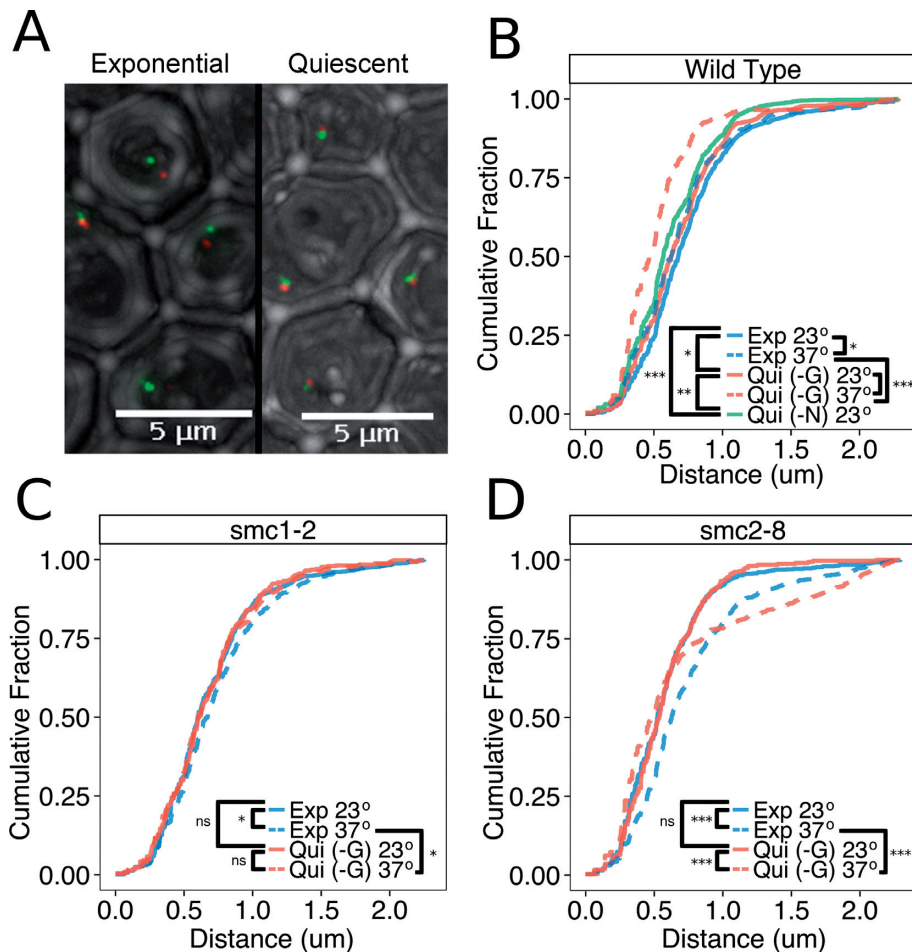 A
Exponential
Quiescent
5 µm
5 µm
B
Wild Type
1.00
0.75
0.50
0.25
0.00
Cumulative Fraction
0.0 0.5 1.0 1.5 2.0
Distance (um)
Exp 23°
Exp 37°
Qui (-G) 23°
Qui (-G) 37°
Qui (-N) 23°
*
*
***
**
***
C
smc1-2
1.00
0.75
0.50
0.25
0.00
Cumulative Fraction
0.0 0.5 1.0 1.5 2.0
Distance (um)
Exp 23°
Exp 37°
Qui (-G) 23°
Qui (-G) 37°
ns
*
ns
*
D
smc2-8
1.00
0.75
0.50
0.25
0.00
Cumulative Fraction
0.0 0.5 1.0 1.5 2.0
Distance (um)
Exp 23°
Exp 37°
Qui (-G) 23°
Qui (-G) 37°
ns
***
***
***